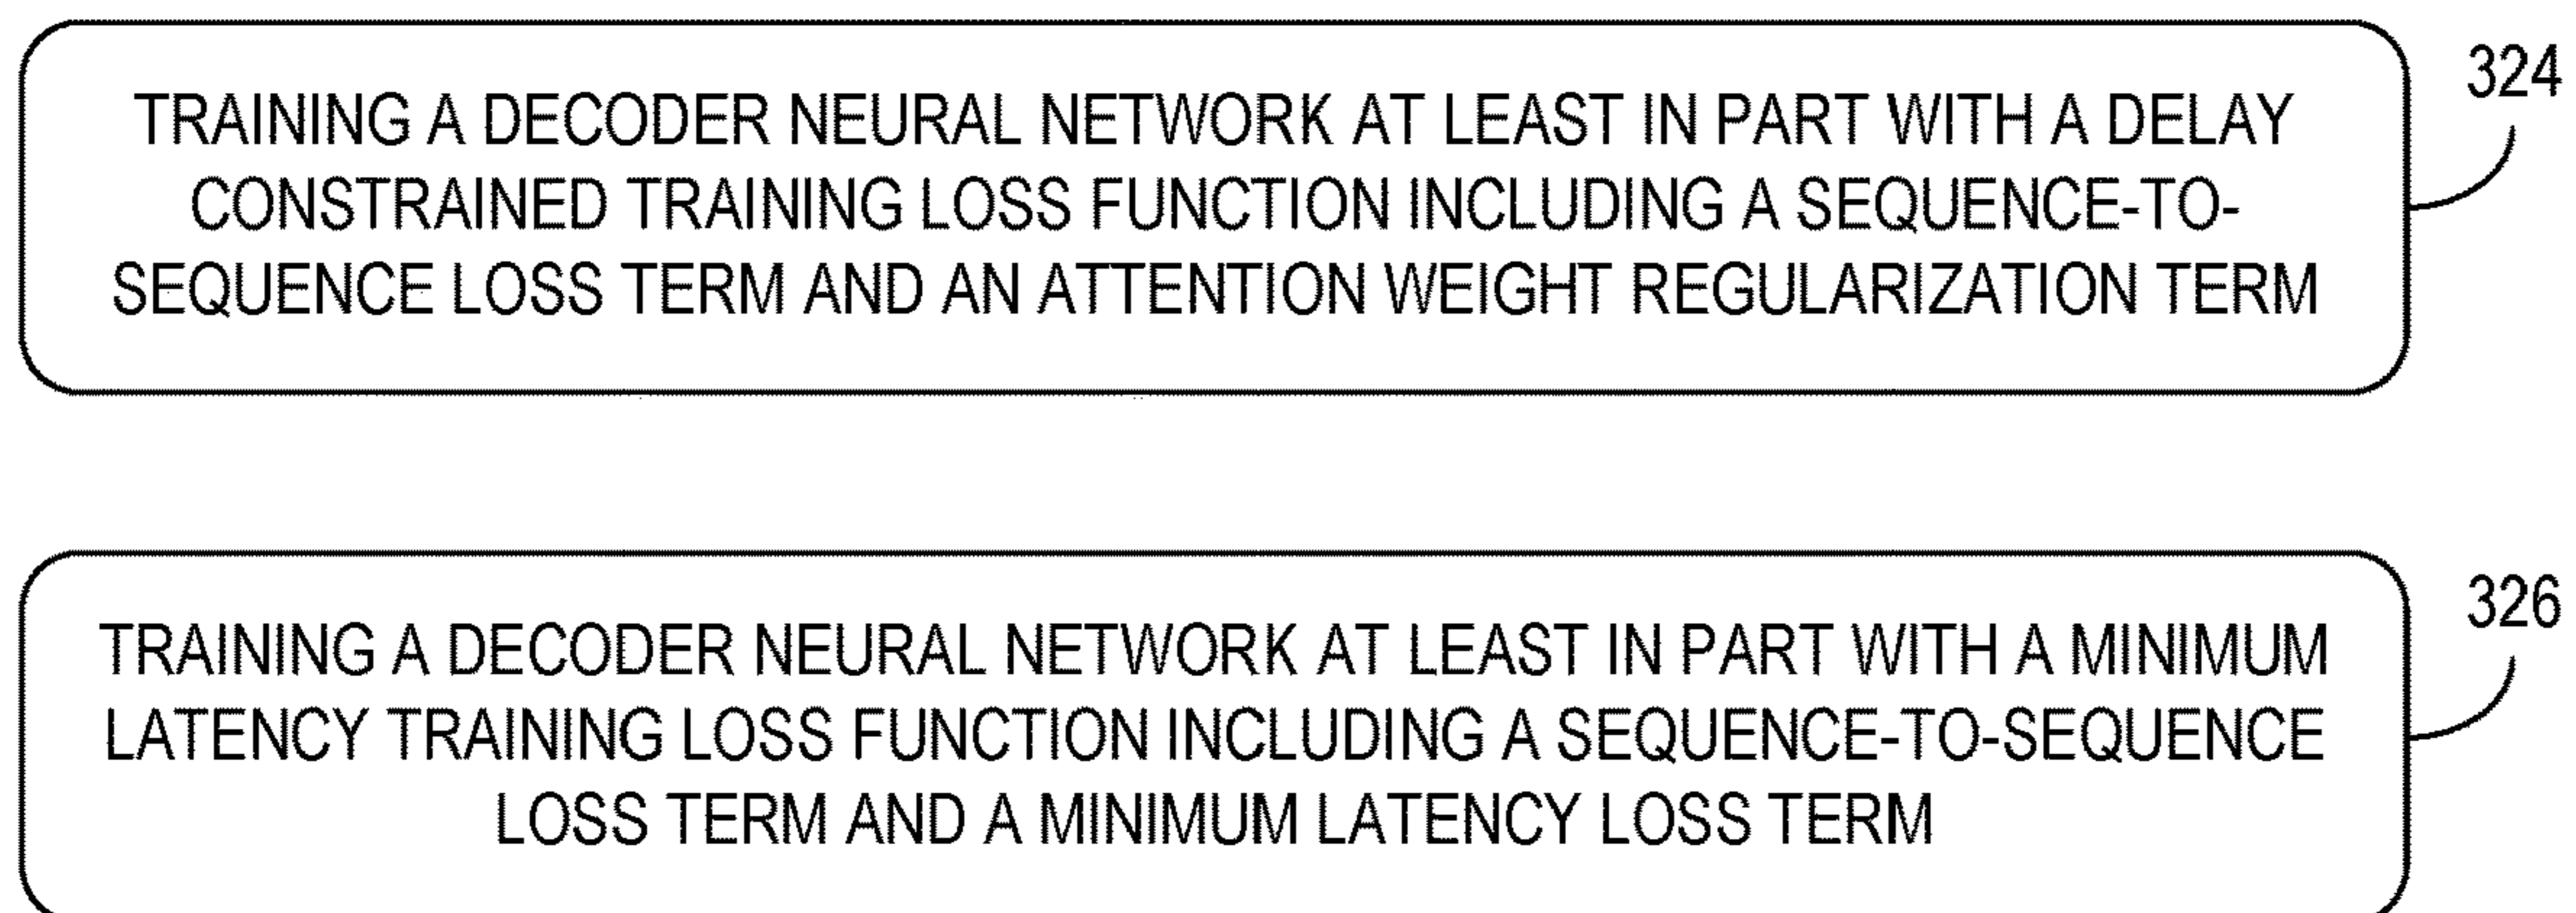 TRAINING A DECODER NEURAL NETWORK AT LEAST IN PART WITH A DELAY
CONSTRAINED TRAINING LOSS FUNCTION INCLUDING A SEQUENCE-TO-
SEQUENCE LOSS TERM AND AN ATTENTION WEIGHT REGULARIZATION TERM
324
TRAINING A DECODER NEURAL NETWORK AT LEAST IN PART WITH A MINIMUM
LATENCY TRAINING LOSS FUNCTION INCLUDING A SEQUENCE-TO-SEQUENCE
LOSS TERM AND A MINIMUM LATENCY LOSS TERM
326